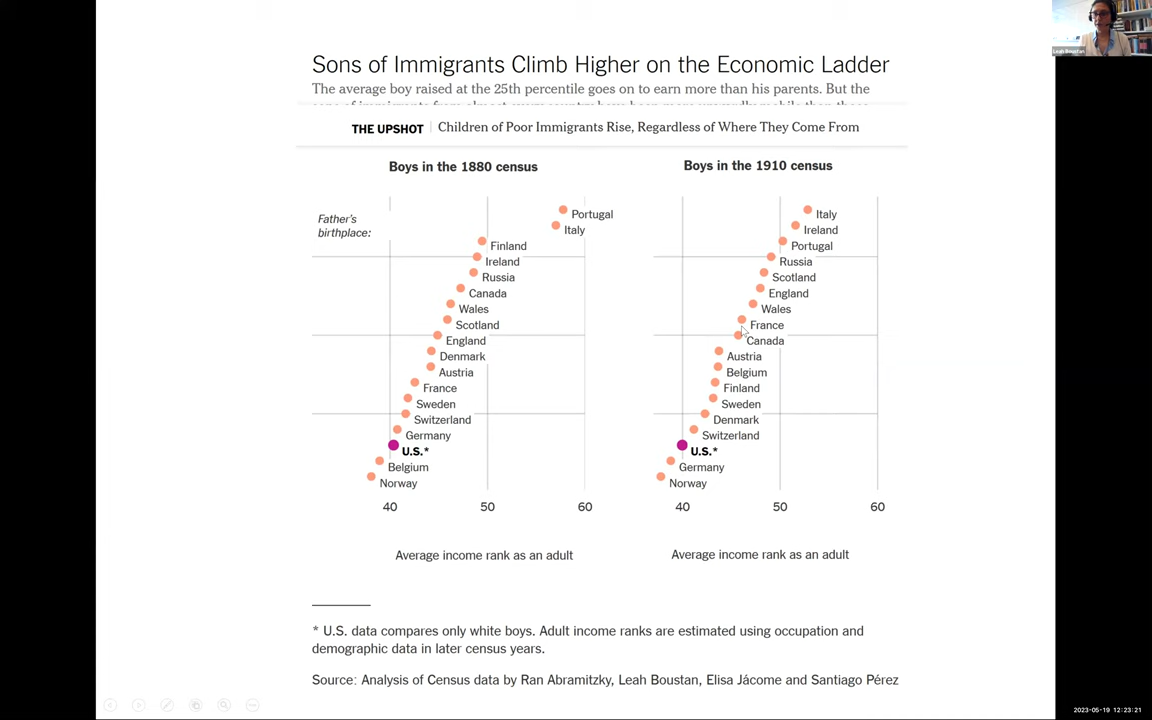 Leah Boustan
Sons of Immigrants Climb Higher on the Economic Ladder
The average boy raised at the 25th percentile goes on to earn more than his parents. But the
THE UPSHOT | Children of Poor Immigrants Rise, Regardless of Where They Come From
Boys in the 1880 census
Father's
birthplace:
Portugal
Italy
Finland
Ireland
Russia
Canada
Wales
Scotland
England
Denmark
Austria
France
Sweden
Switzerland
Germany
U.S.*
Belgium
Norway
40 50 60
Average income rank as an adult
Boys in the 1910 census
Italy
Ireland
Portugal
Russia
Scotland
England
Wales
France
Canada
Austria
Belgium
Finland
Sweden
Denmark
Switzerland
U.S.*
Germany
Norway
40 50 60
Average income rank as an adult
* U.S. data compares only white boys. Adult income ranks are estimated using occupation and
demographic data in later census years.
Source: Analysis of Census data by Ran Abramitzky, Leah Boustan, Elisa Jácome and Santiago Pérez
2023-05-19 12:23:21